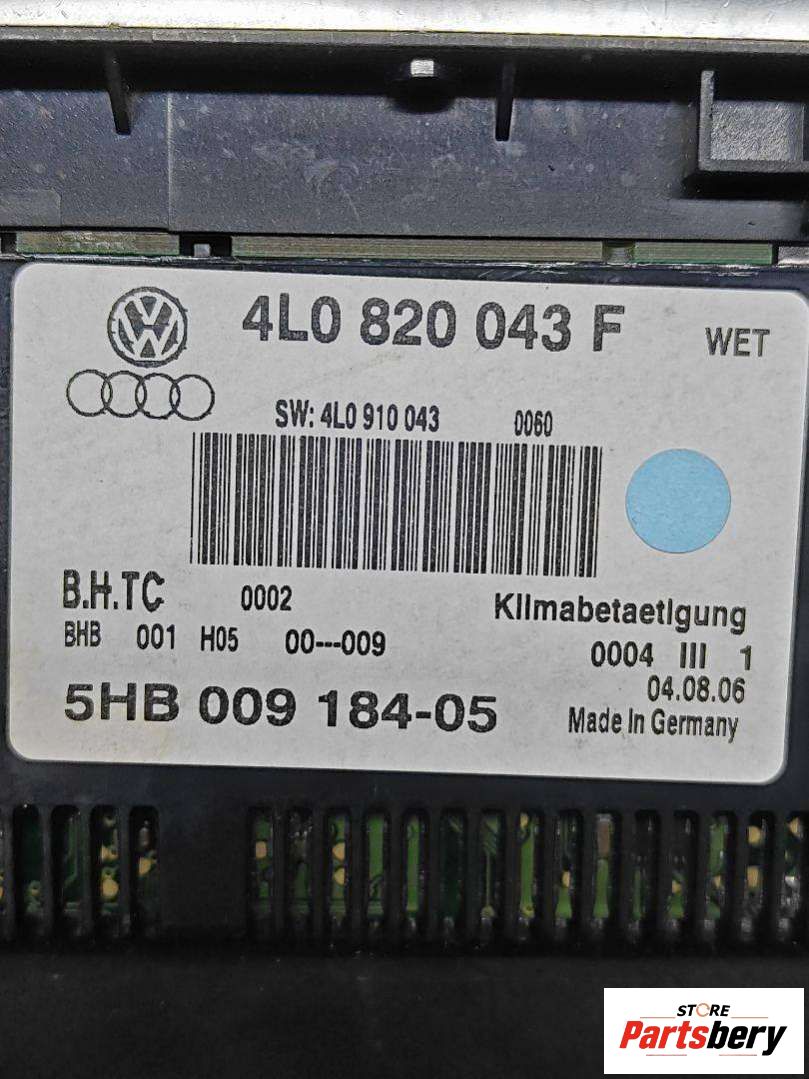 4L0 820 043 F WET
SW: 4L0 910 043 0060
B.H.TC 0002 Klimabetaetigung
BHB 001 H05 00---009 0004 III 1
04.08.06
5HB 009 184-05 Made In Germany
STORE
Partsbery